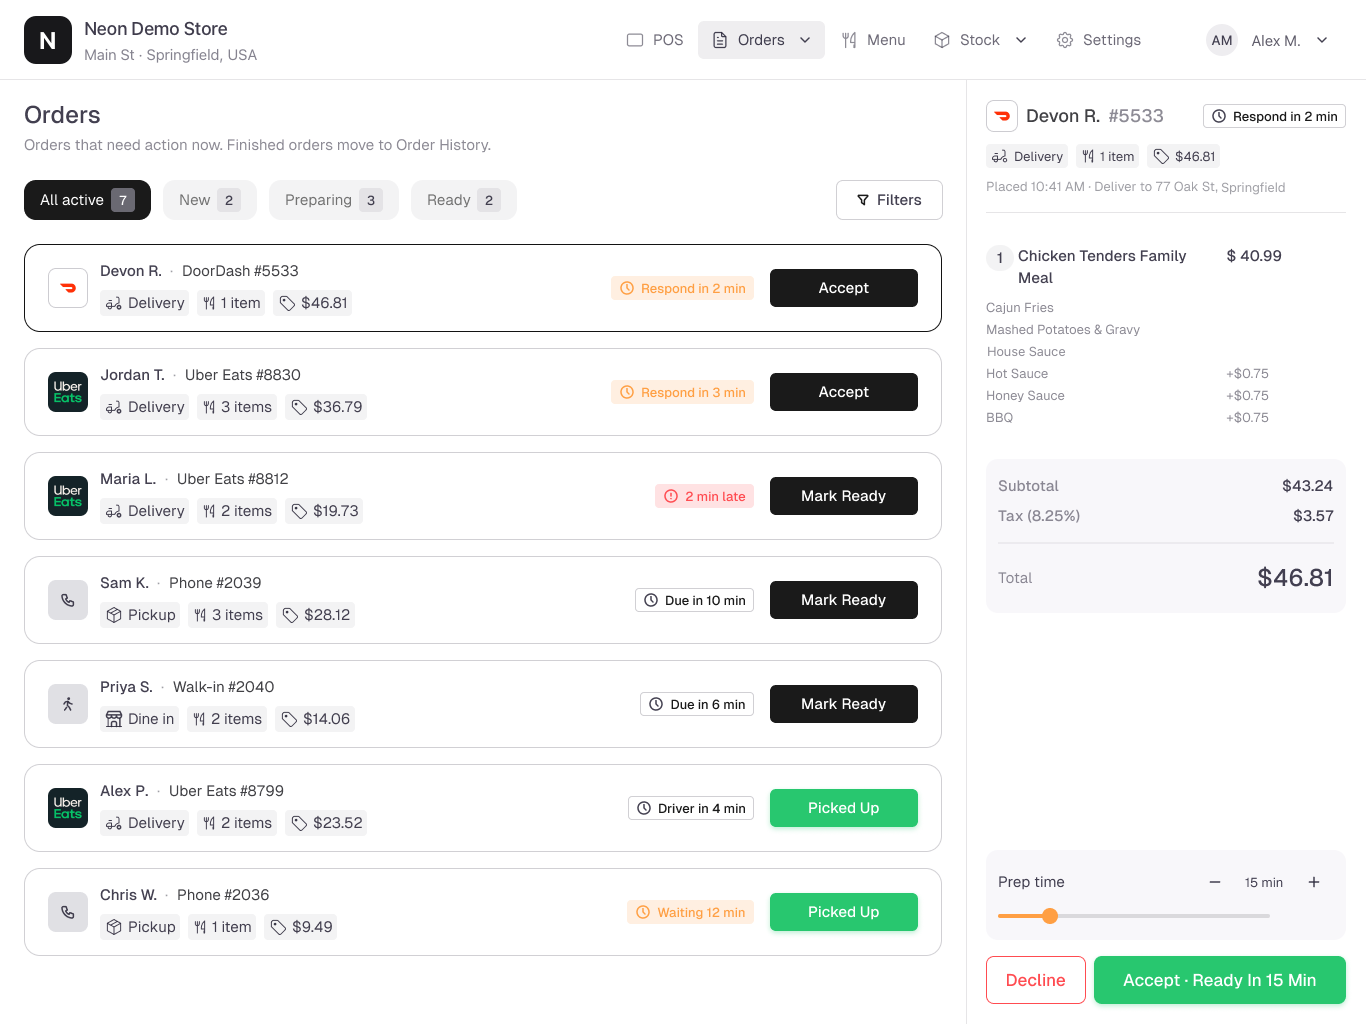 N
Neon Demo Store
Main St · Springfield, USA
POS
Orders
Menu
Stock
Settings
AM
Alex M.
Orders
Orders that need action now. Finished orders move to Order History.
All active 7
New 2
Preparing 3
Ready 2
Filters
Devon R. · DoorDash #5533
Delivery 1 item $46.81
Respond in 2 min
Accept
Uber Eats
Jordan T. · Uber Eats #8830
Delivery 3 items $36.79
Respond in 3 min
Accept
Uber Eats
Maria L. · Uber Eats #8812
Delivery 2 items $19.73
2 min late
Mark Ready
Sam K. · Phone #2039
Pickup 3 items $28.12
Due in 10 min
Mark Ready
Priya S. · Walk-in #2040
Dine in 2 items $14.06
Due in 6 min
Mark Ready
Uber Eats
Alex P. · Uber Eats #8799
Delivery 2 items $23.52
Driver in 4 min
Picked Up
Chris W. · Phone #2036
Pickup 1 item $9.49
Waiting 12 min
Picked Up
Devon R. #5533
Respond in 2 min
Delivery 1 item $46.81
Placed 10:41 AM · Deliver to 77 Oak St, Springfield
1 Chicken Tenders Family $ 40.99
Meal
Cajun Fries
Mashed Potatoes & Gravy
House Sauce
Hot Sauce +$0.75
Honey Sauce +$0.75
BBQ +$0.75
Subtotal $43.24
Tax (8.25%) $3.57
Total $46.81
Prep time − 15 min +
Decline
Accept · Ready In 15 Min